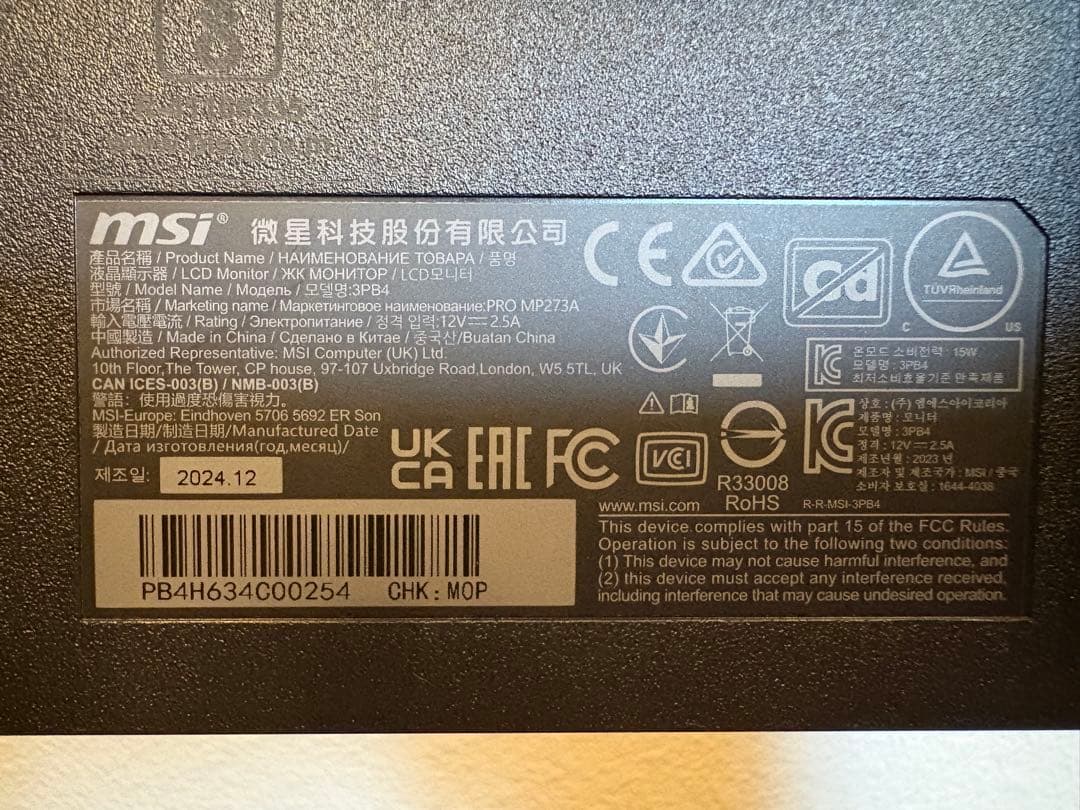 msi® 微星科技股份有限公司
產品名稱 / Product Name / НАИМЕНОВАНИЕ ТОВАРА / 품명
液晶顯示器 / LCD Monitor / ЖК МОНИТОР / LCD모니터
型號 / Model Name / Модель / 모델명:3PB4
市場名稱 / Marketing name / Маркетинговое наименование:PRO MP273A
輸入電壓電流 / Rating / Электропитание / 정격 입력:12V⎓2.5A
中國製造 / Made in China / Сделано в Китае / 중국산/Buatan China
Authorized Representative: MSI Computer (UK) Ltd.
10th Floor,The Tower, CP house, 97-107 Uxbridge Road,London, W5 5TL, UK
CAN ICES-003(B) / NMB-003(B)
警語：使用過度恐傷害視力。
MSI-Europe: Eindhoven 5706 5692 ER Son
製造日期/制造日期/Manufactured Date
/ Дата изготовления(год,месяц)/
제조일: 2024.12
PB4H634C00254 CHK:MOP
CE
Cd
TÜVRheinland
C US
온모드 소비전력 : 15W
모델명 : 3PB4
최저소비효율기준 만족제품
UK
CA
EAC
FC
VCI
www.msi.com
R33008
RoHS
상호 : (주) 엠에스아이코리아
제품명 : 모니터
모델명 : 3PB4
정격 : 12V⎓2.5A
제조년월 : 2023 년
제조자 및 제조국가 : MSI / 중국
소비자 보호실 : 1644-4038
R-R-MSI-3PB4
This device complies with part 15 of the FCC Rules.
Operation is subject to the following two conditions:
(1) This device may not cause harmful interference, and
(2) this device must accept any interference received,
including interference that may cause undesired operation.